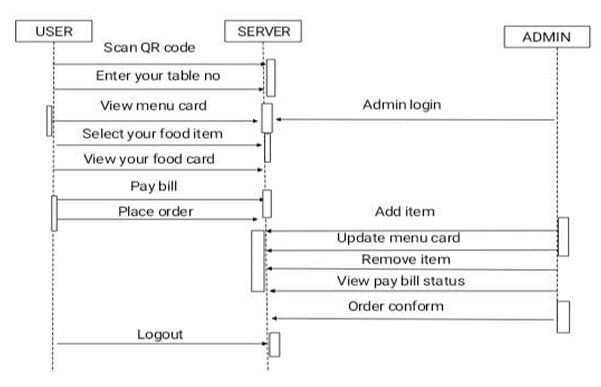 USER
SERVER
ADMIN
Scan QR code
Enter your table no
View menu card
Admin login
Select your food item
View your food card
Pay bill
Place order
Add item
Update menu card
Remove item
View pay bill status
Order conform
Logout